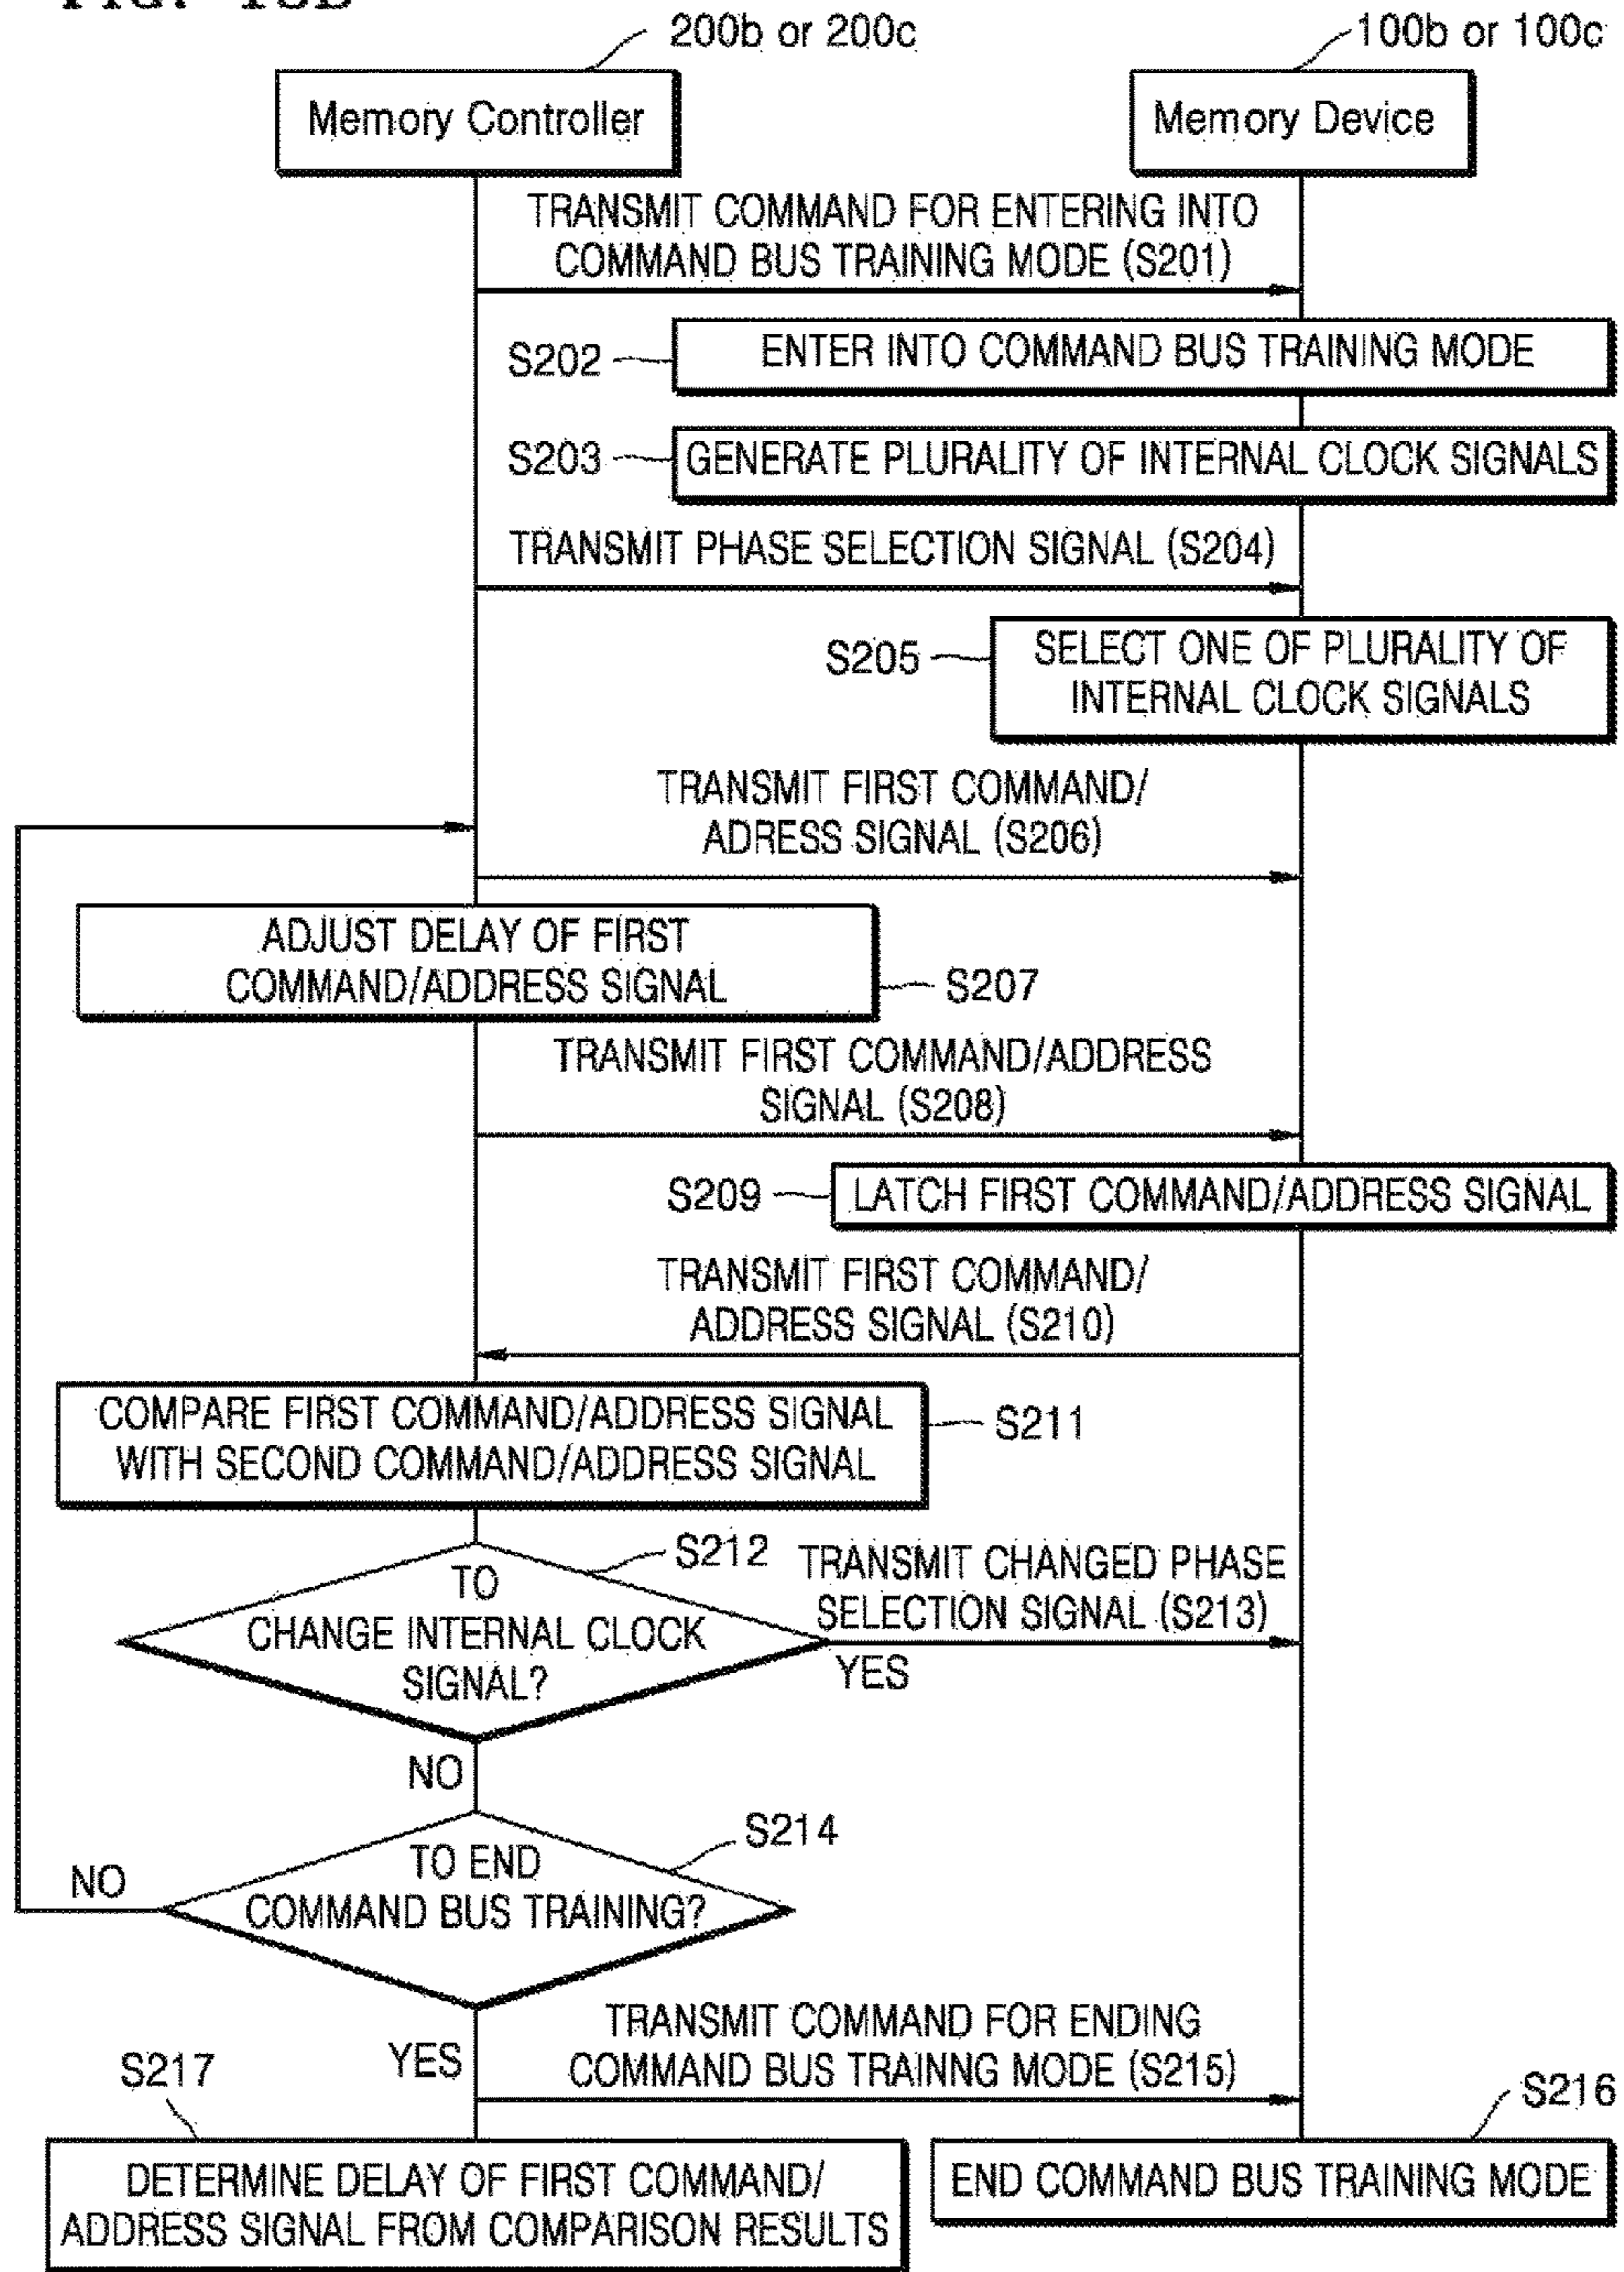 200b or 200c
100b or 100c
Memory Controller
Memory Device
TRANSMIT COMMAND FOR ENTERING INTO
COMMAND BUS TRAINING MODE (S201)
S202
ENTER INTO COMMAND BUS TRAINING MODE
S203
GENERATE PLURALITY OF INTERNAL CLOCK SIGNALS
TRANSMIT PHASE SELECTION SIGNAL (S204)
S205
SELECT ONE OF PLURALITY OF
INTERNAL CLOCK SIGNALS
TRANSMIT FIRST COMMAND/
ADRESS SIGNAL (S206)
ADJUST DELAY OF FIRST
COMMAND/ADDRESS SIGNAL
S207
TRANSMIT FIRST COMMAND/ADDRESS
SIGNAL (S208)
S209
LATCH FIRST COMMAND/ADDRESS SIGNAL
TRANSMIT FIRST COMMAND/
ADDRESS SIGNAL (S210)
COMPARE FIRST COMMAND/ADDRESS SIGNAL
WITH SECOND COMMAND/ADDRESS SIGNAL
S211
S212
TO
CHANGE INTERNAL CLOCK
SIGNAL?
TRANSMIT CHANGED PHASE
SELECTION SIGNAL (S213)
YES
NO
S214
TO END
COMMAND BUS TRAINING?
NO
YES
TRANSMIT COMMAND FOR ENDING
COMMAND BUS TRAINNG MODE (S215)
S217
S216
DETERMINE DELAY OF FIRST COMMAND/
ADDRESS SIGNAL FROM COMPARISON RESULTS
END COMMAND BUS TRAINING MODE